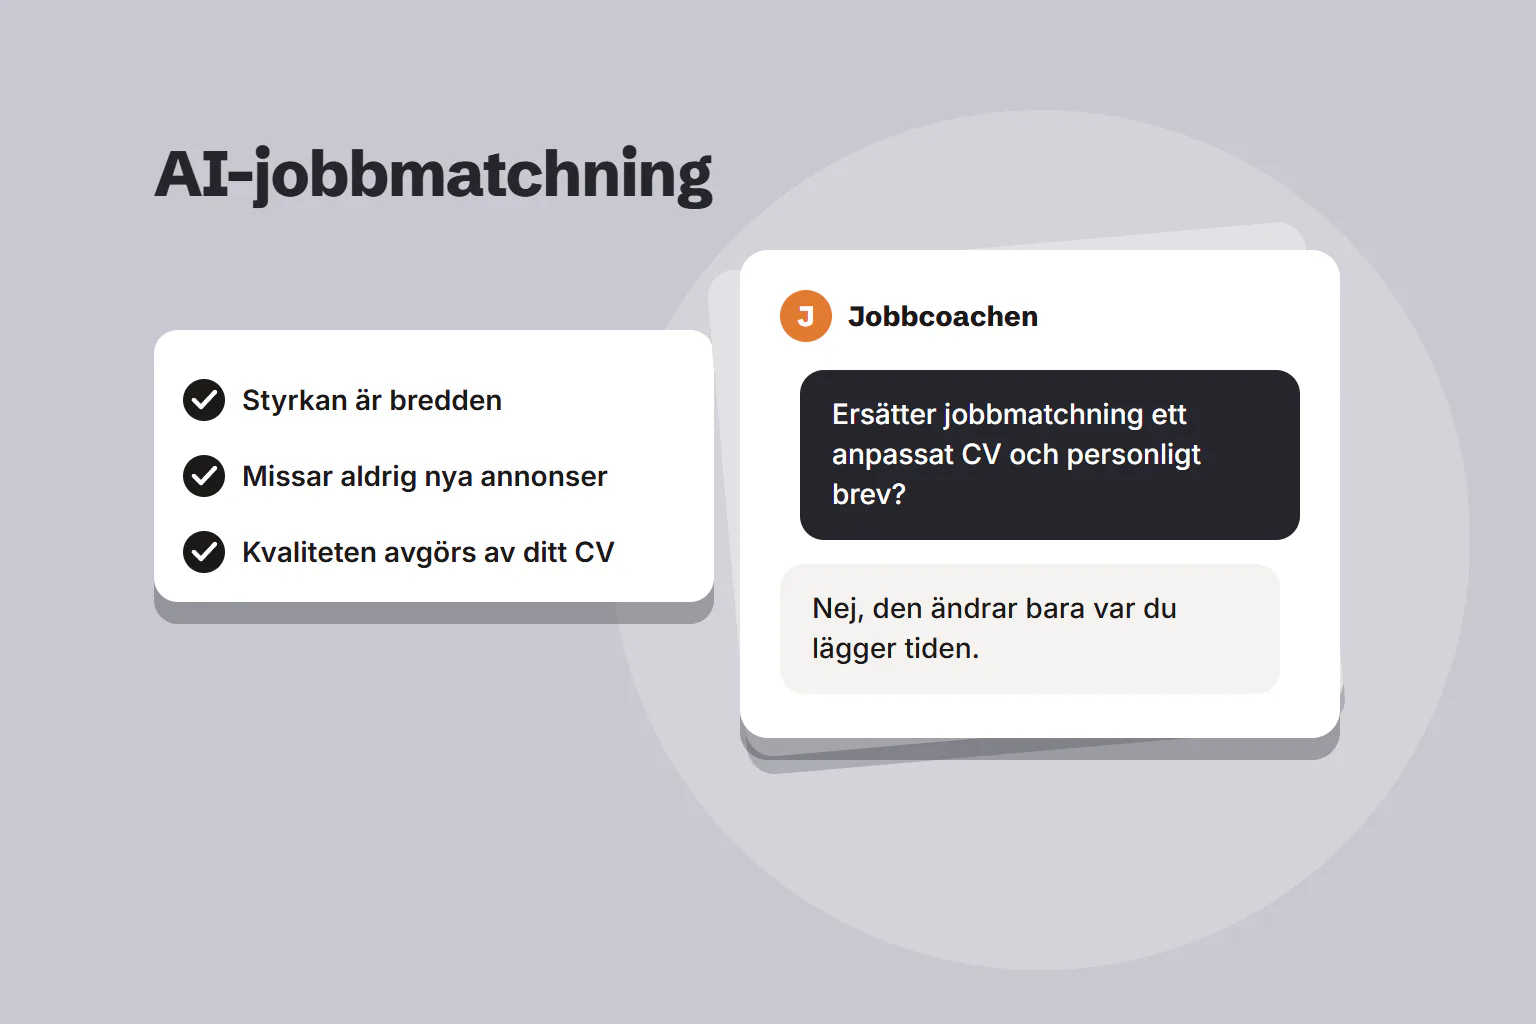 AI-jobbmatchning
Styrkan är bredden
Missar aldrig nya annonser
Kvaliteten avgörs av ditt CV
J Jobbcoachen
Ersätter jobbmatchning ett
anpassat CV och personligt
brev?
Nej, den ändrar bara var du
lägger tiden.